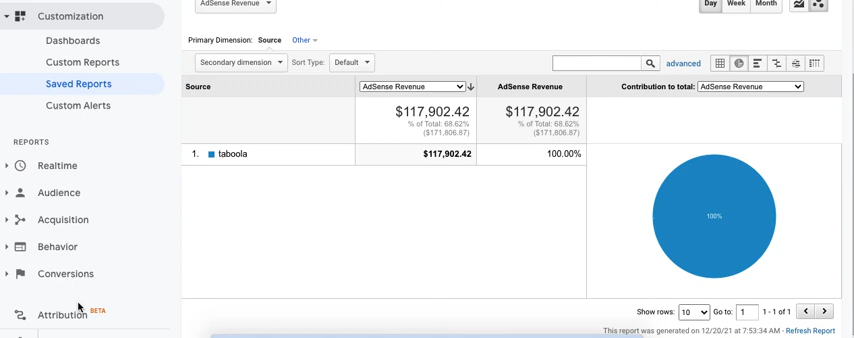 Customization
Dashboards
Custom Reports
Saved Reports
Custom Alerts
REPORTS
Realtime
Audience
Acquisition
Behavior
Conversions
Attribution BETA
AdSense Revenue
Day Week Month
Primary Dimension: Source Other
Secondary dimension Sort Type: Default advanced
Source AdSense Revenue AdSense Revenue Contribution to total: AdSense Revenue
$117,902.42 $117,902.42
% of Total: 68.62% % of Total: 68.62%
($171,806.87) ($171,806.87)
1. taboola $117,902.42 100.00%
100%
Show rows: 10 Go to: 1 1 - 1 of 1
This report was generated on 12/20/21 at 7:53:34 AM - Refresh Report